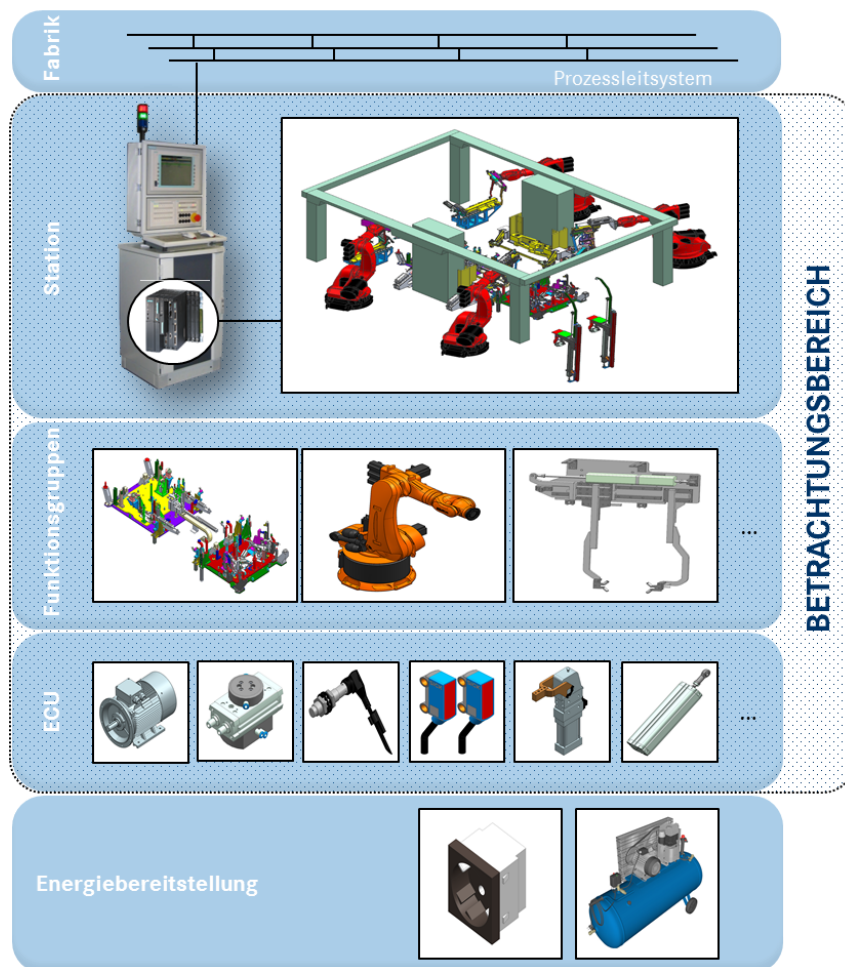 Fabrik
Prozessleitsystem
Station
BETRACHTUNGSBEREICH
Funktionsgruppen
...
ECU
...
Energiebereitstellung